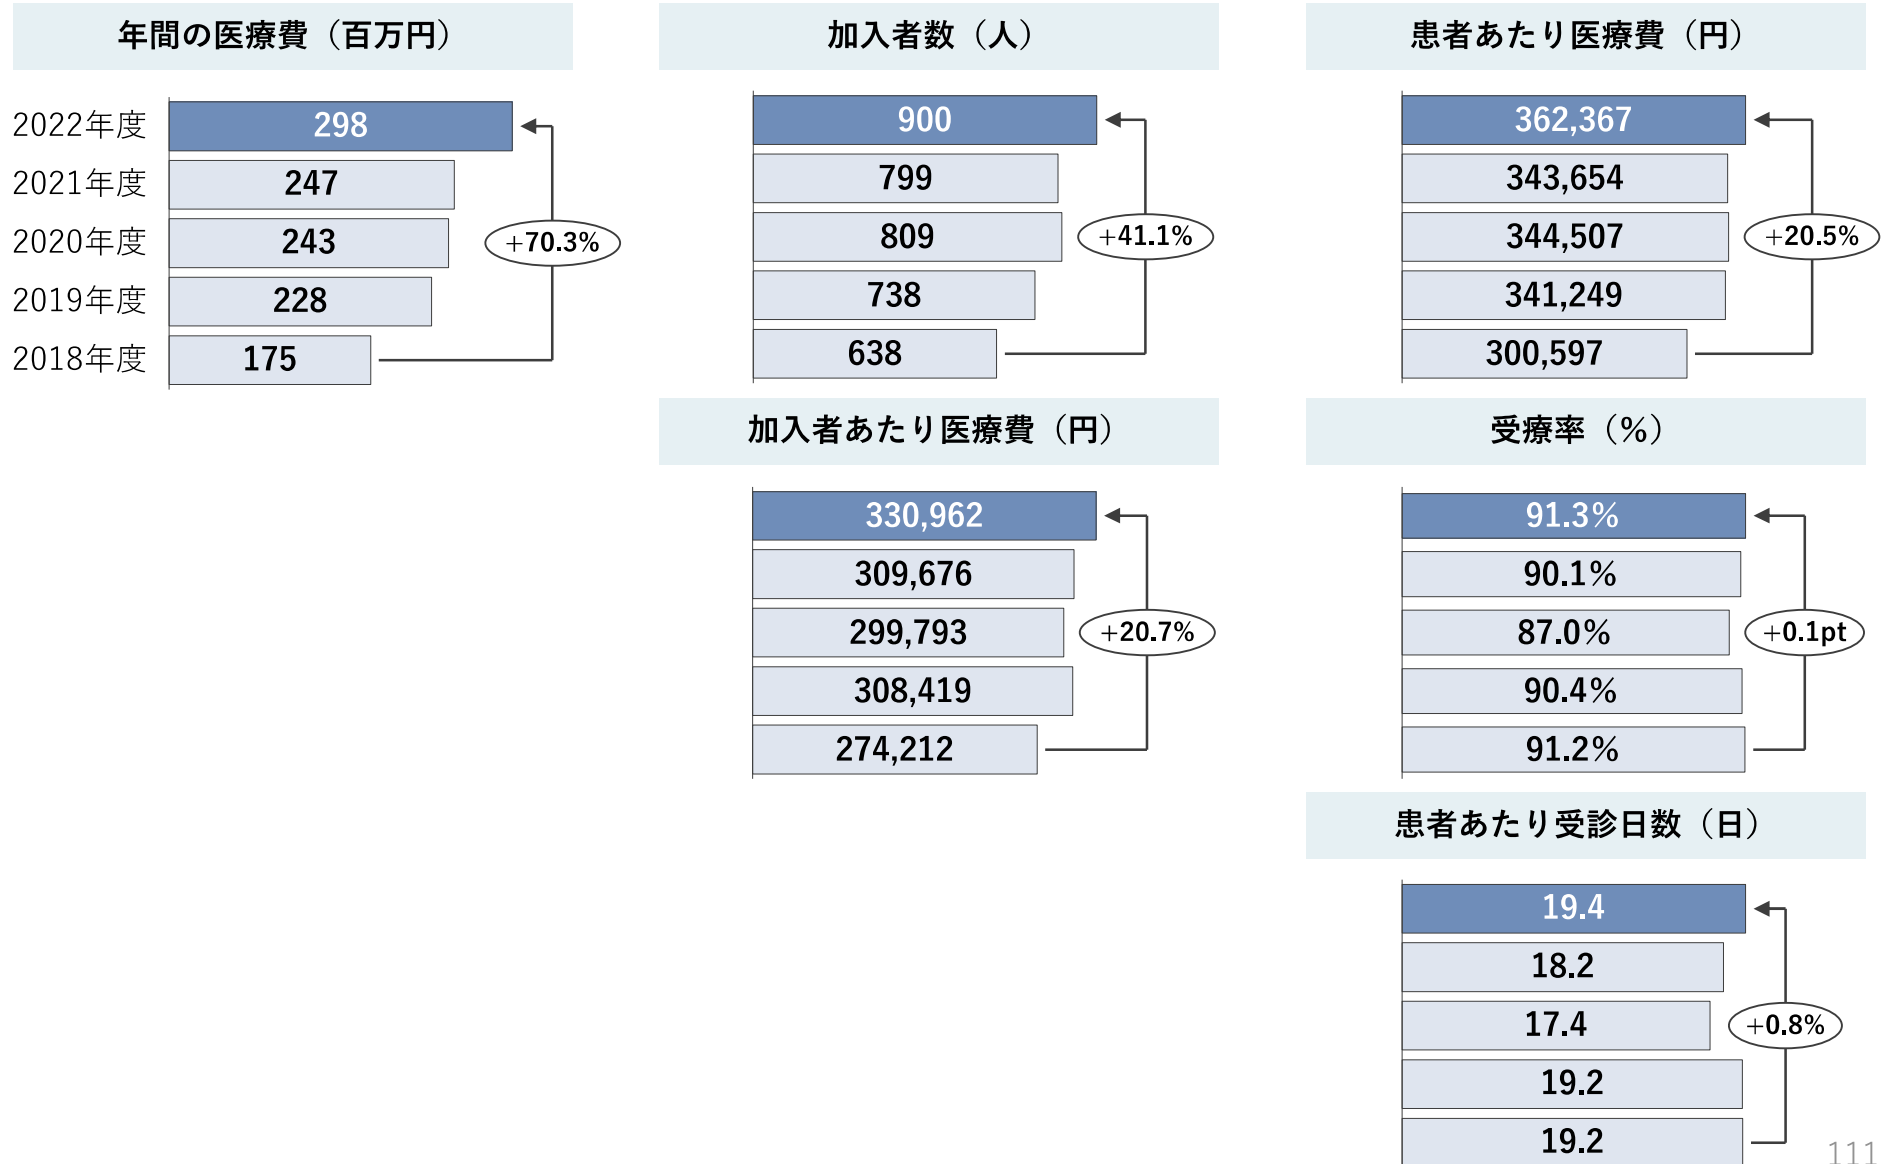 年間の医療費（百万円）
2022年度 298
2021年度 247
2020年度 243
2019年度 228
2018年度 175
+70.3%
加入者数（人）
900
799
809
738
638
+41.1%
患者あたり医療費（円）
362,367
343,654
344,507
341,249
300,597
+20.5%
加入者あたり医療費（円）
330,962
309,676
299,793
308,419
274,212
+20.7%
受療率（%）
91.3%
90.1%
87.0%
90.4%
91.2%
+0.1pt
患者あたり受診日数（日）
19.4
18.2
17.4
19.2
19.2
+0.8%
111